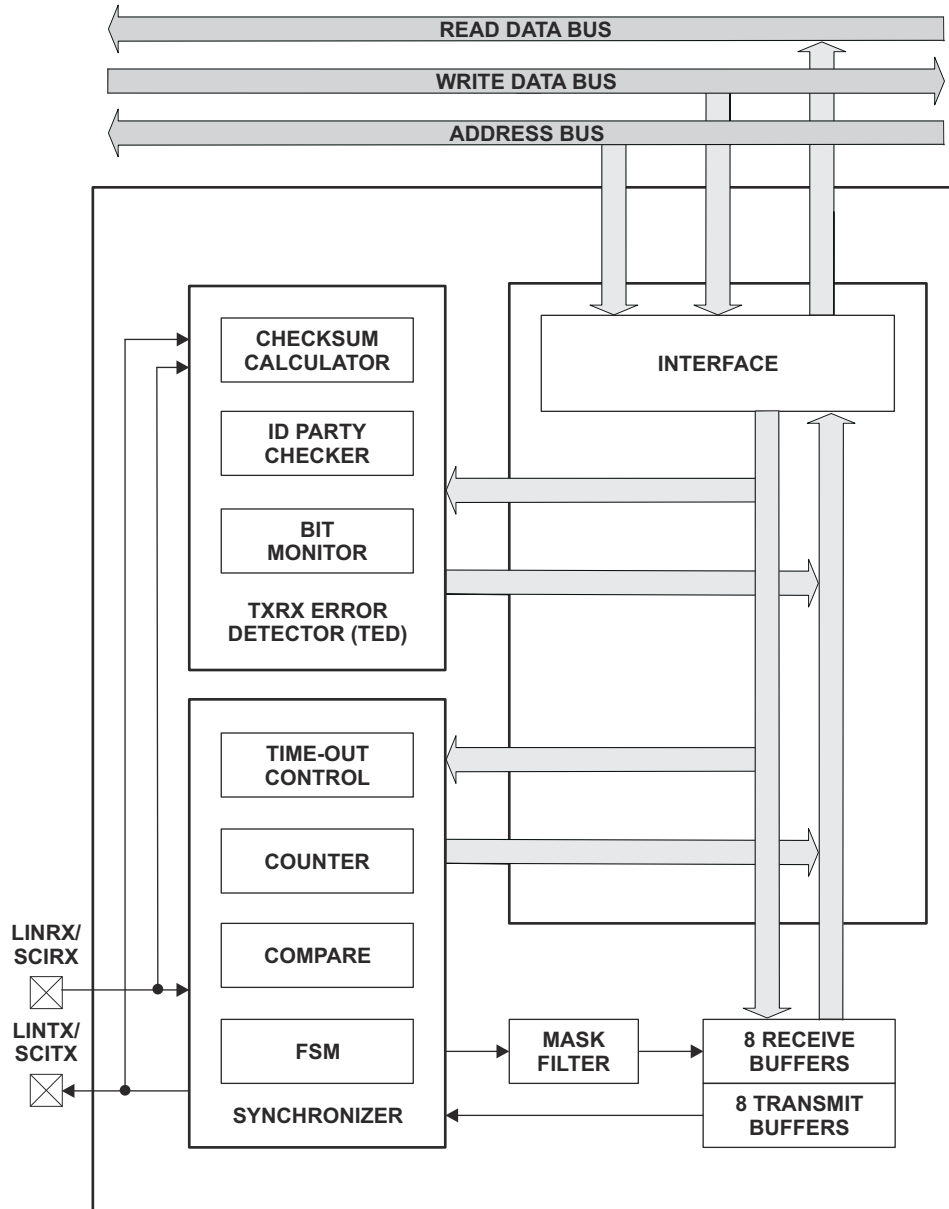 READ DATA BUS
WRITE DATA BUS
ADDRESS BUS
CHECKSUM
CALCULATOR
INTERFACE
ID PARTY
CHECKER
BIT
MONITOR
TXRX ERROR
DETECTOR (TED)
TIME-OUT
CONTROL
COUNTER
COMPARE
LINRX/
SCIRX
LINTX/
SCITX
FSM
SYNCHRONIZER
MASK
FILTER
8 RECEIVE
BUFFERS
8 TRANSMIT
BUFFERS